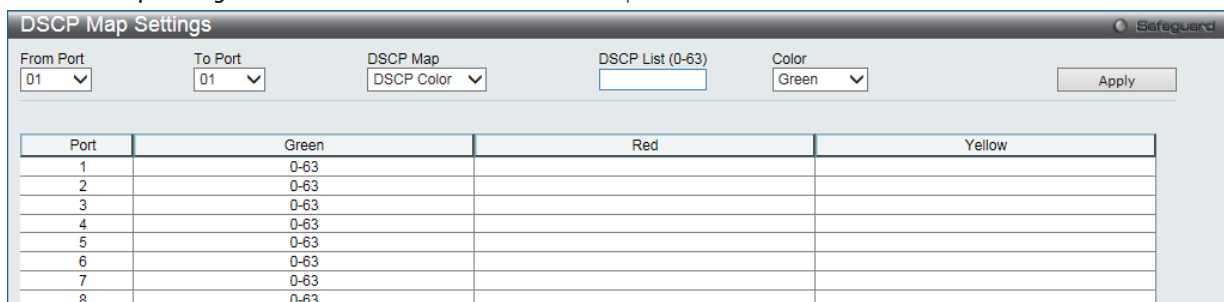 DSCP Map Settings Safeguard
From Port To Port DSCP Map DSCP List (0-63) Color
01 01 DSCP Color Green Apply
Port Green Red Yellow
1 0-63
2 0-63
3 0-63
4 0-63
5 0-63
6 0-63
7 0-63
8 0-63